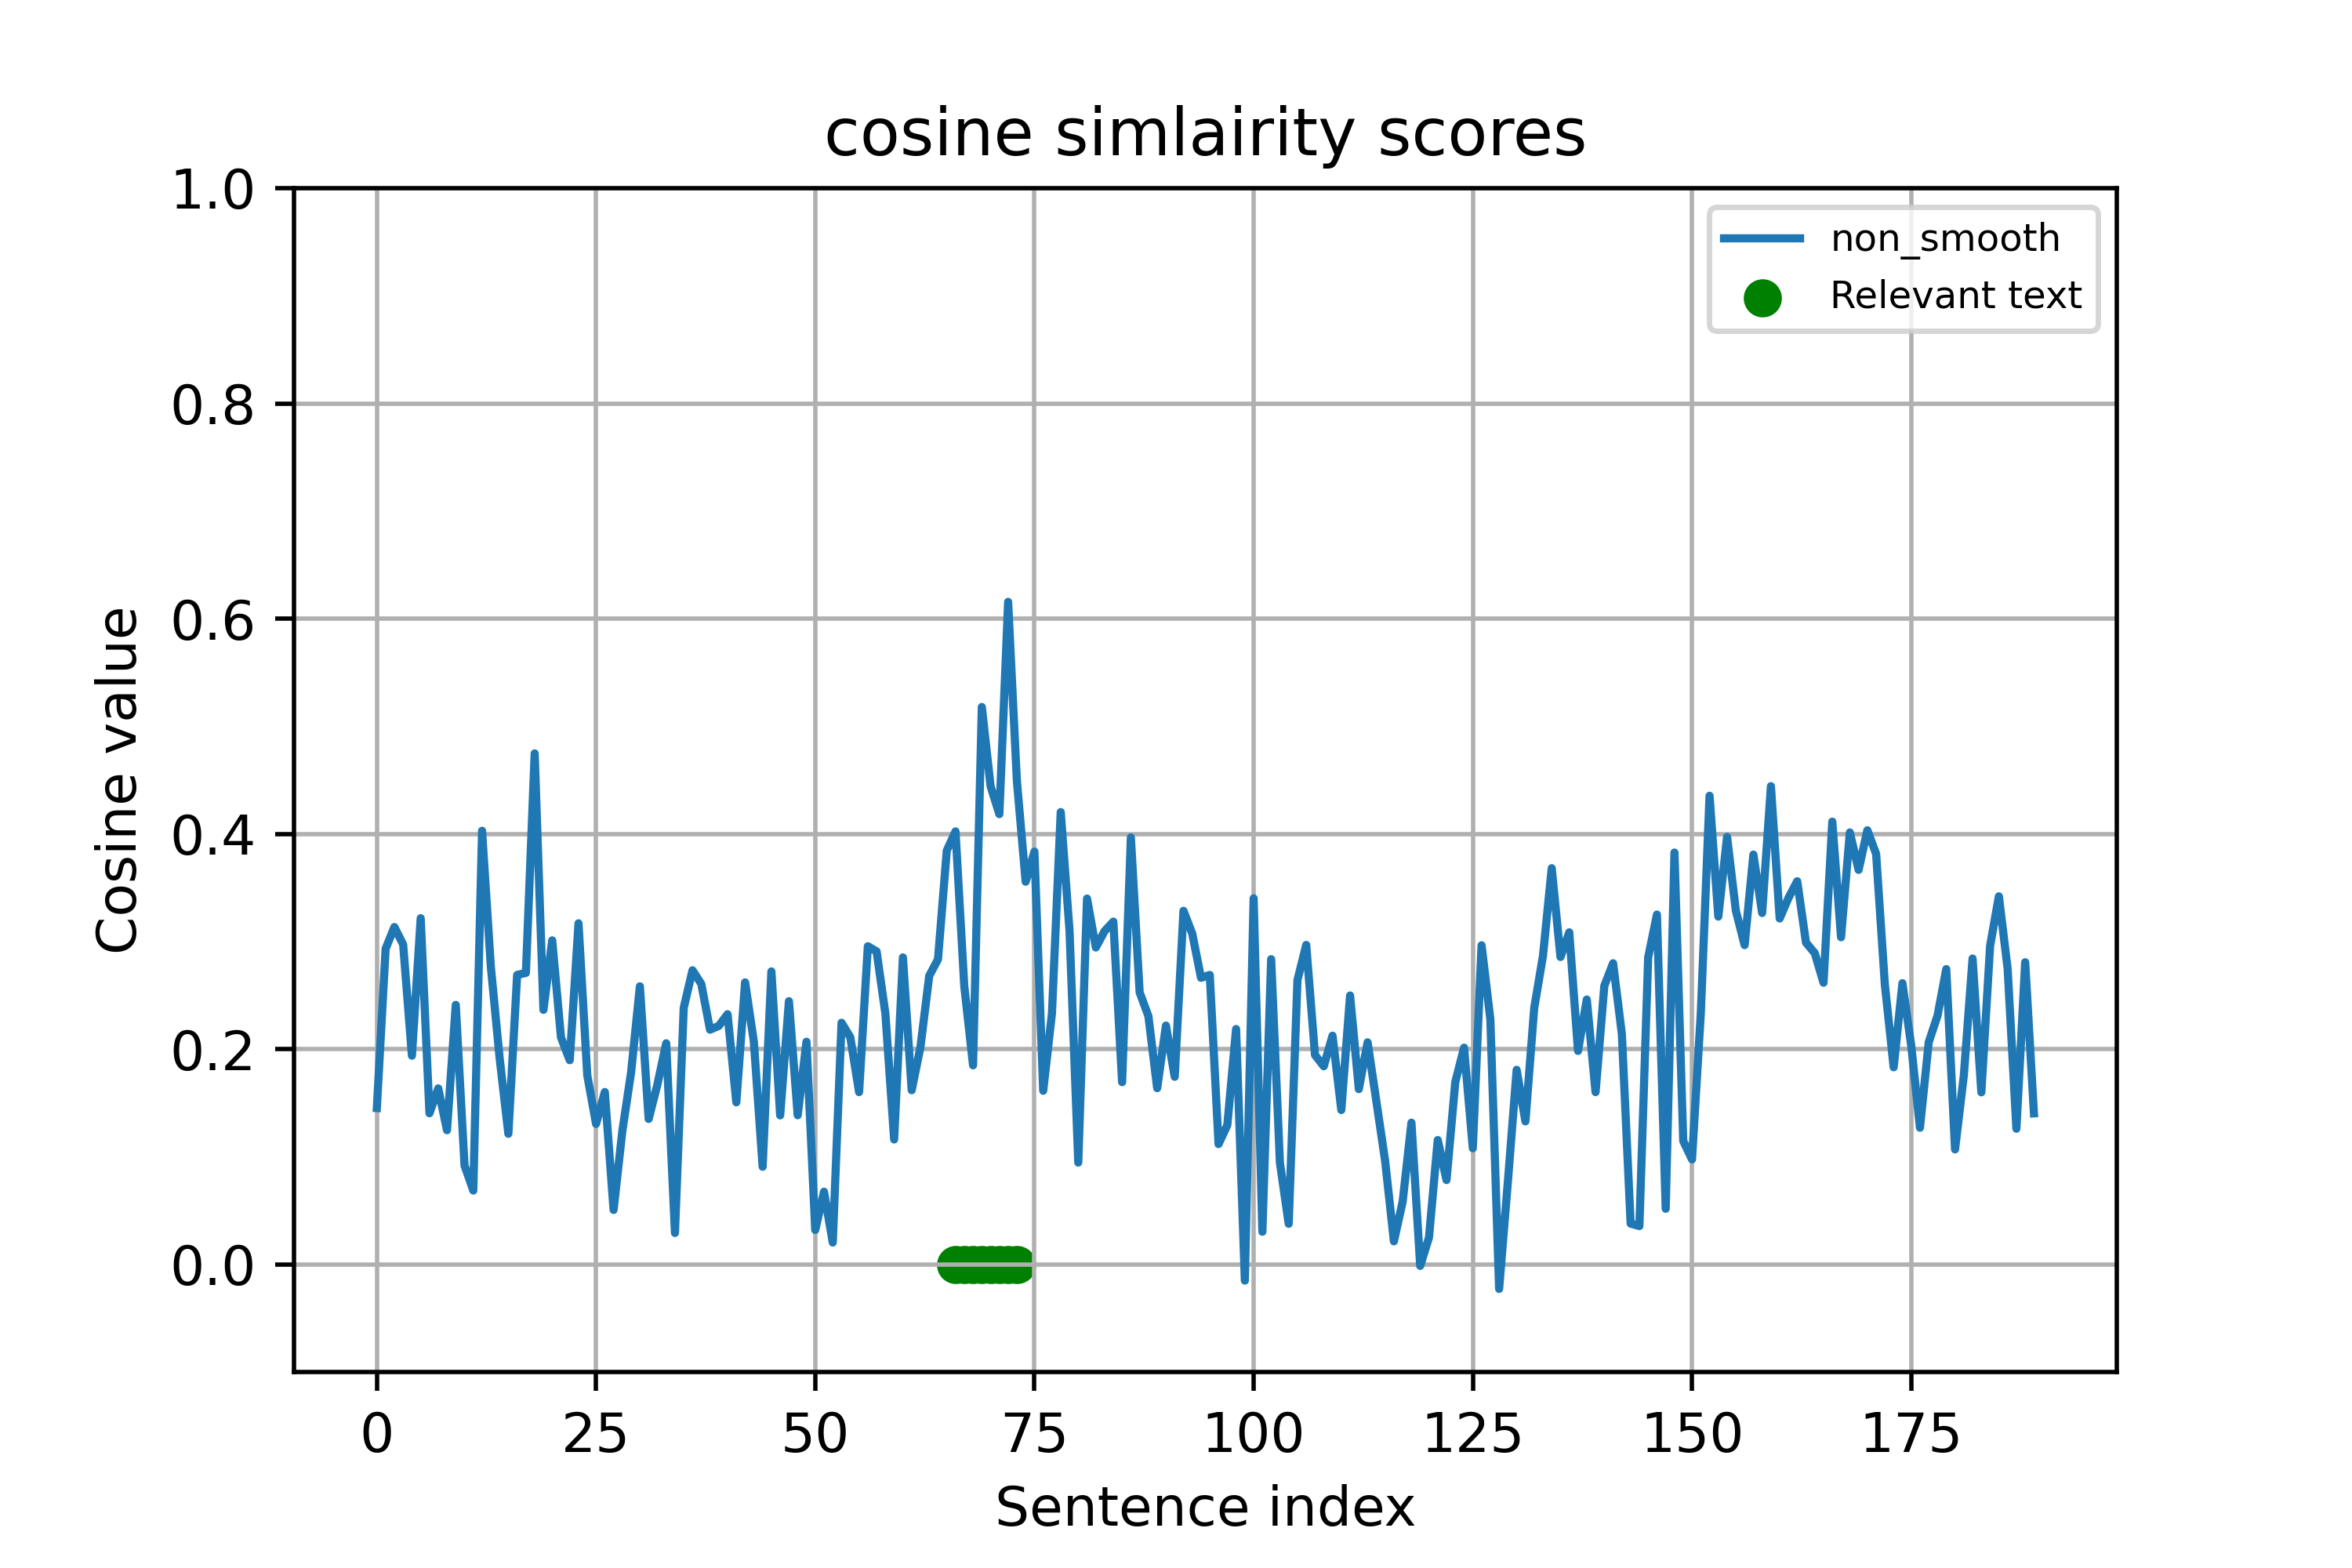 cosine simlairity scores
1.0
0.8
0.6
0.4
0.2
0.0
Cosine value
non_smooth
Relevant text
0 25 50 75 100 125 150 175
Sentence index